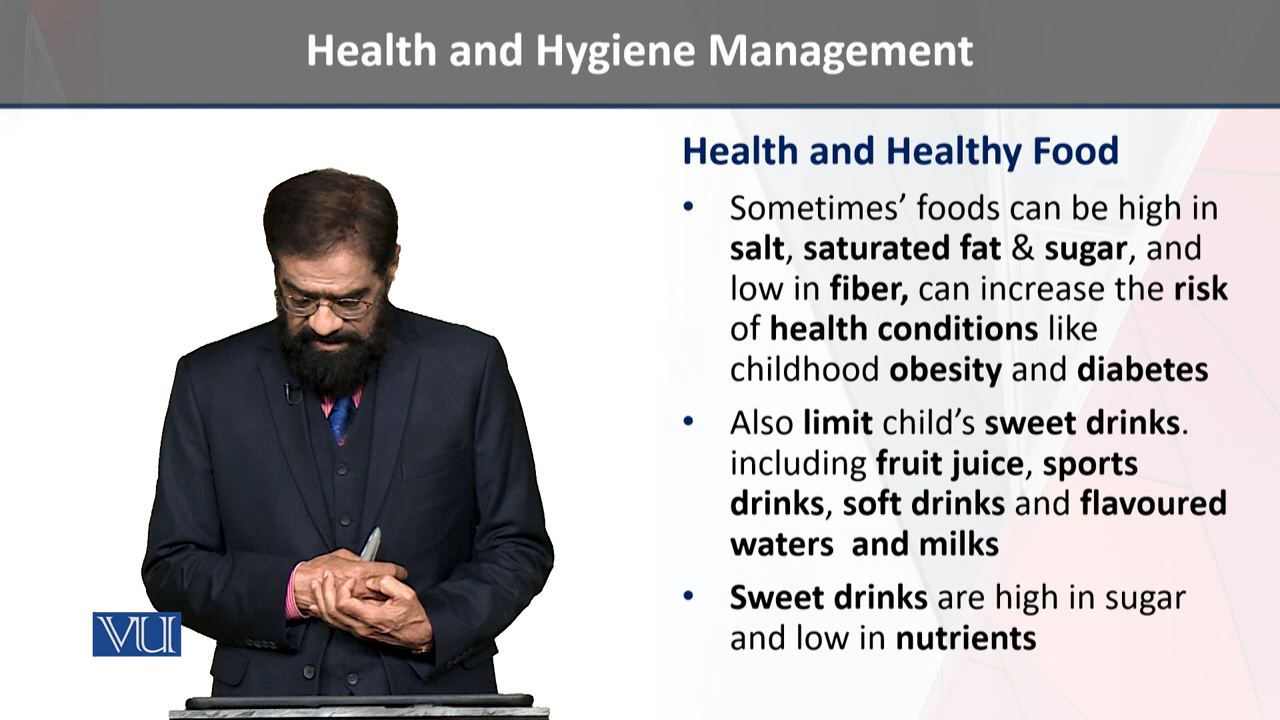 Health and Hygiene Management
Health and Healthy Food
• Sometimes’ foods can be high in
salt, saturated fat & sugar, and
low in fiber, can increase the risk
of health conditions like
childhood obesity and diabetes
• Also limit child’s sweet drinks.
including fruit juice, sports
drinks, soft drinks and flavoured
waters  and milks
• Sweet drinks are high in sugar
and low in nutrients
VU